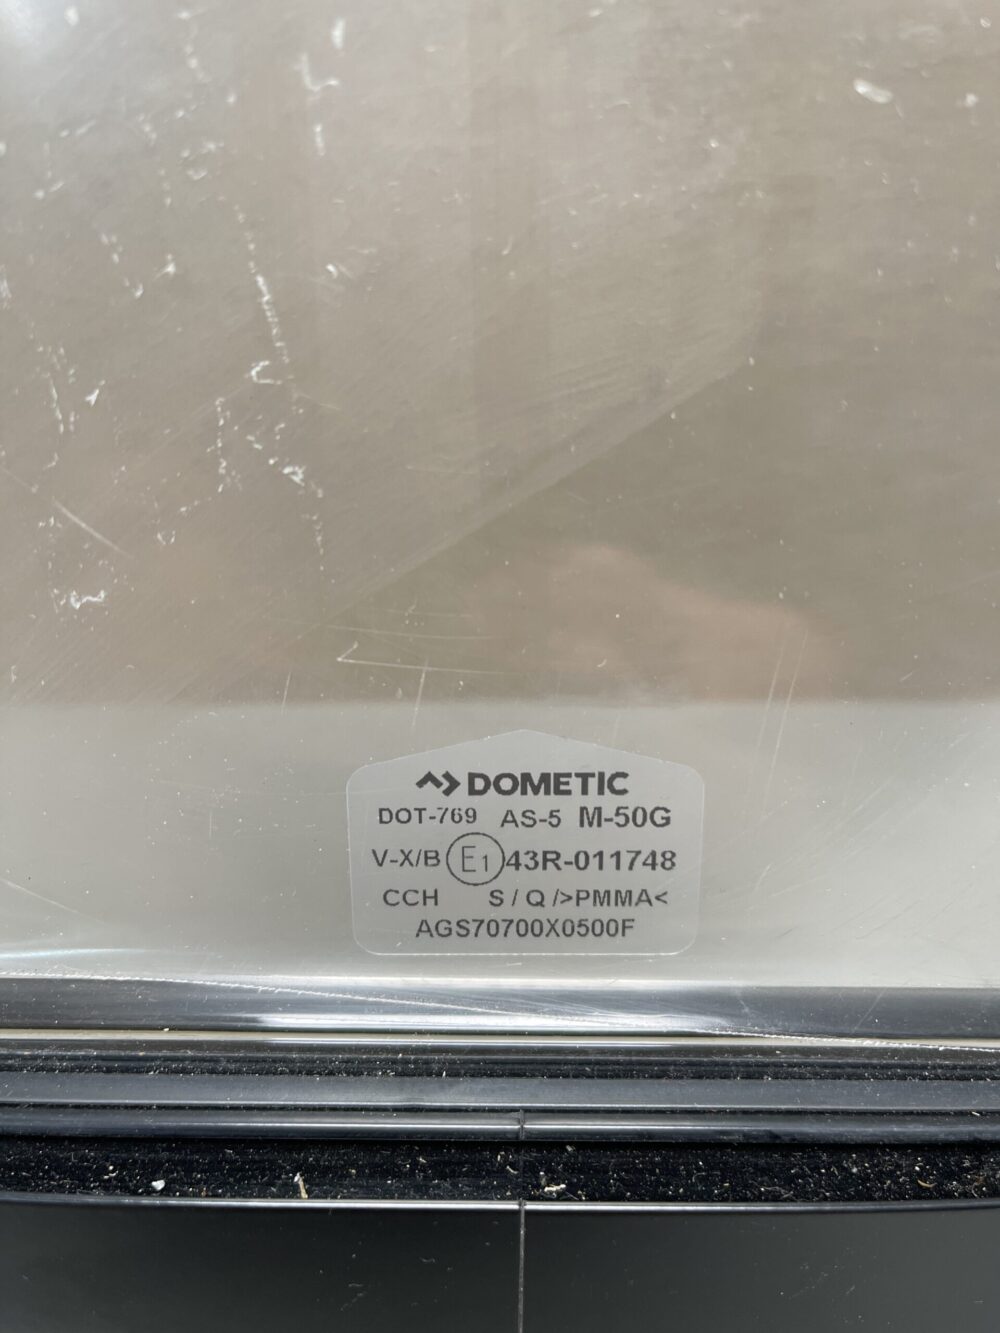 DOMETIC
DOT-769 AS-5 M-50G
V-X/B E1 43R-011748
CCH S / Q />PMMA<
AGS70700X0500F